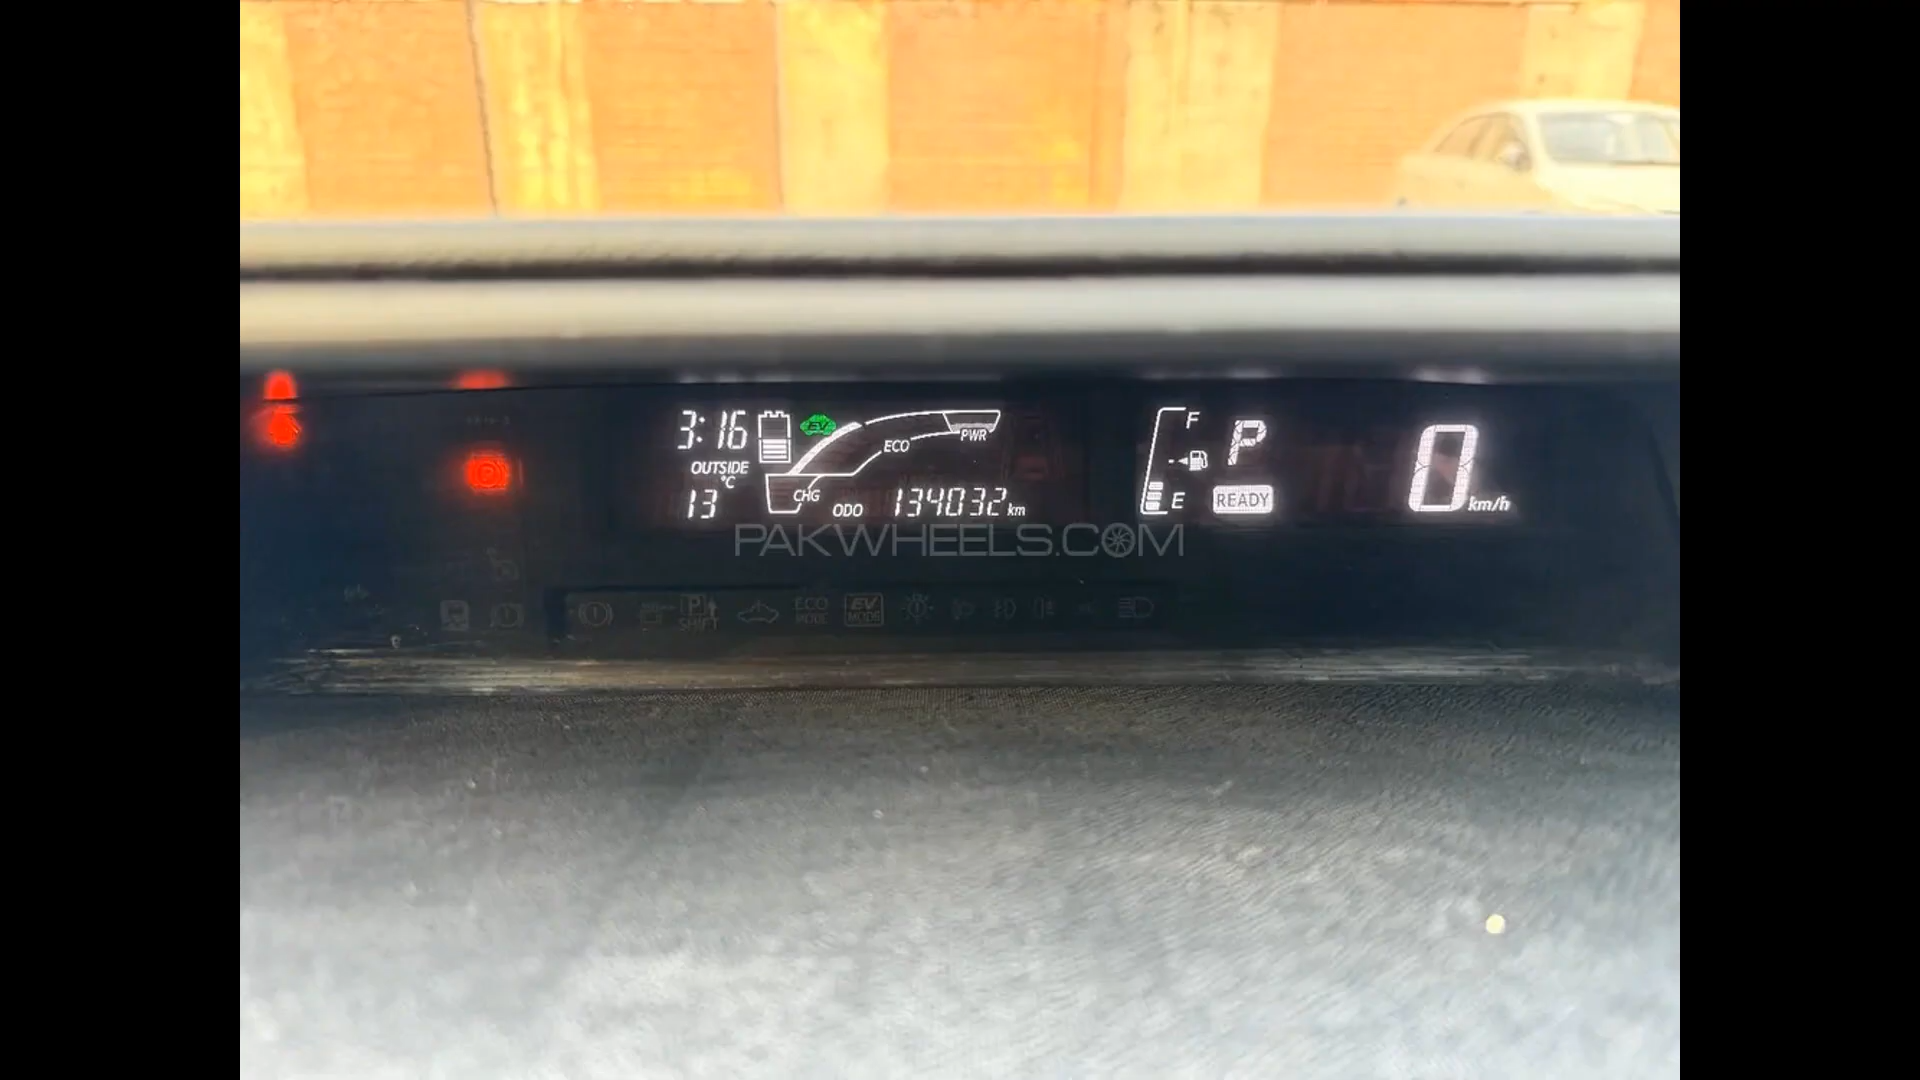 3:16
EV
F
P
PWR
ECO
OUTSIDE
°C
13
CHG
ODO 134032 km
E
READY
0 km/h
PAKWHEELS.COM
P
SHIFT
ECO
MODE
EV
MODE